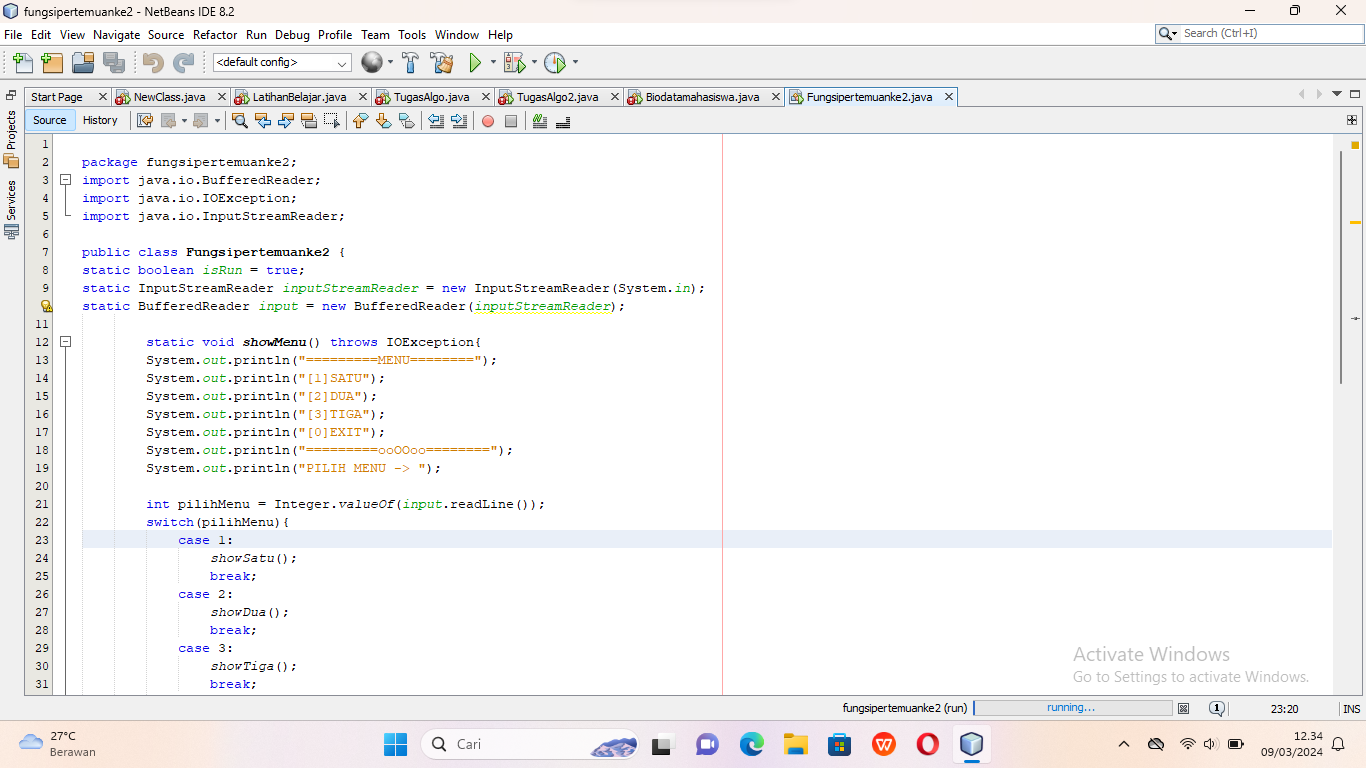 fungsipertemuanke2 - NetBeans IDE 8.2
File Edit View Navigate Source Refactor Run Debug Profile Team Tools Window Help
Search (Ctrl+I)
<default config>
Start Page NewClass.java LatihanBelajar.java TugasAlgo.java TugasAlgo2.java Biodatamahasiswa.java Fungsipertemuanke2.java
Source History
Projects
Services
1
2 package fungsipertemuanke2;
3 import java.io.BufferedReader;
4 import java.io.IOException;
5 import java.io.InputStreamReader;
6
7 public class Fungsipertemuanke2 {
8 static boolean isRun = true;
9 static InputStreamReader inputStreamReader = new InputStreamReader(System.in);
static BufferedReader input = new BufferedReader(inputStreamReader);
11
12 static void showMenu() throws IOException{
13 System.out.println("=========MENU========");
14 System.out.println("[1]SATU");
15 System.out.println("[2]DUA");
16 System.out.println("[3]TIGA");
17 System.out.println("[0]EXIT");
18 System.out.println("=========ooOOoo========");
19 System.out.println("PILIH MENU -> ");
20
21 int pilihMenu = Integer.valueOf(input.readLine());
22 switch(pilihMenu){
23 case 1:
24 showSatu();
25 break;
26 case 2:
27 showDua();
28 break;
29 case 3:
30 showTiga();
31 break;
Activate Windows
Go to Settings to activate Windows.
fungsipertemuanke2 (run) running... 1 23:20 INS
27°C
Berawan
Cari
12.34
09/03/2024